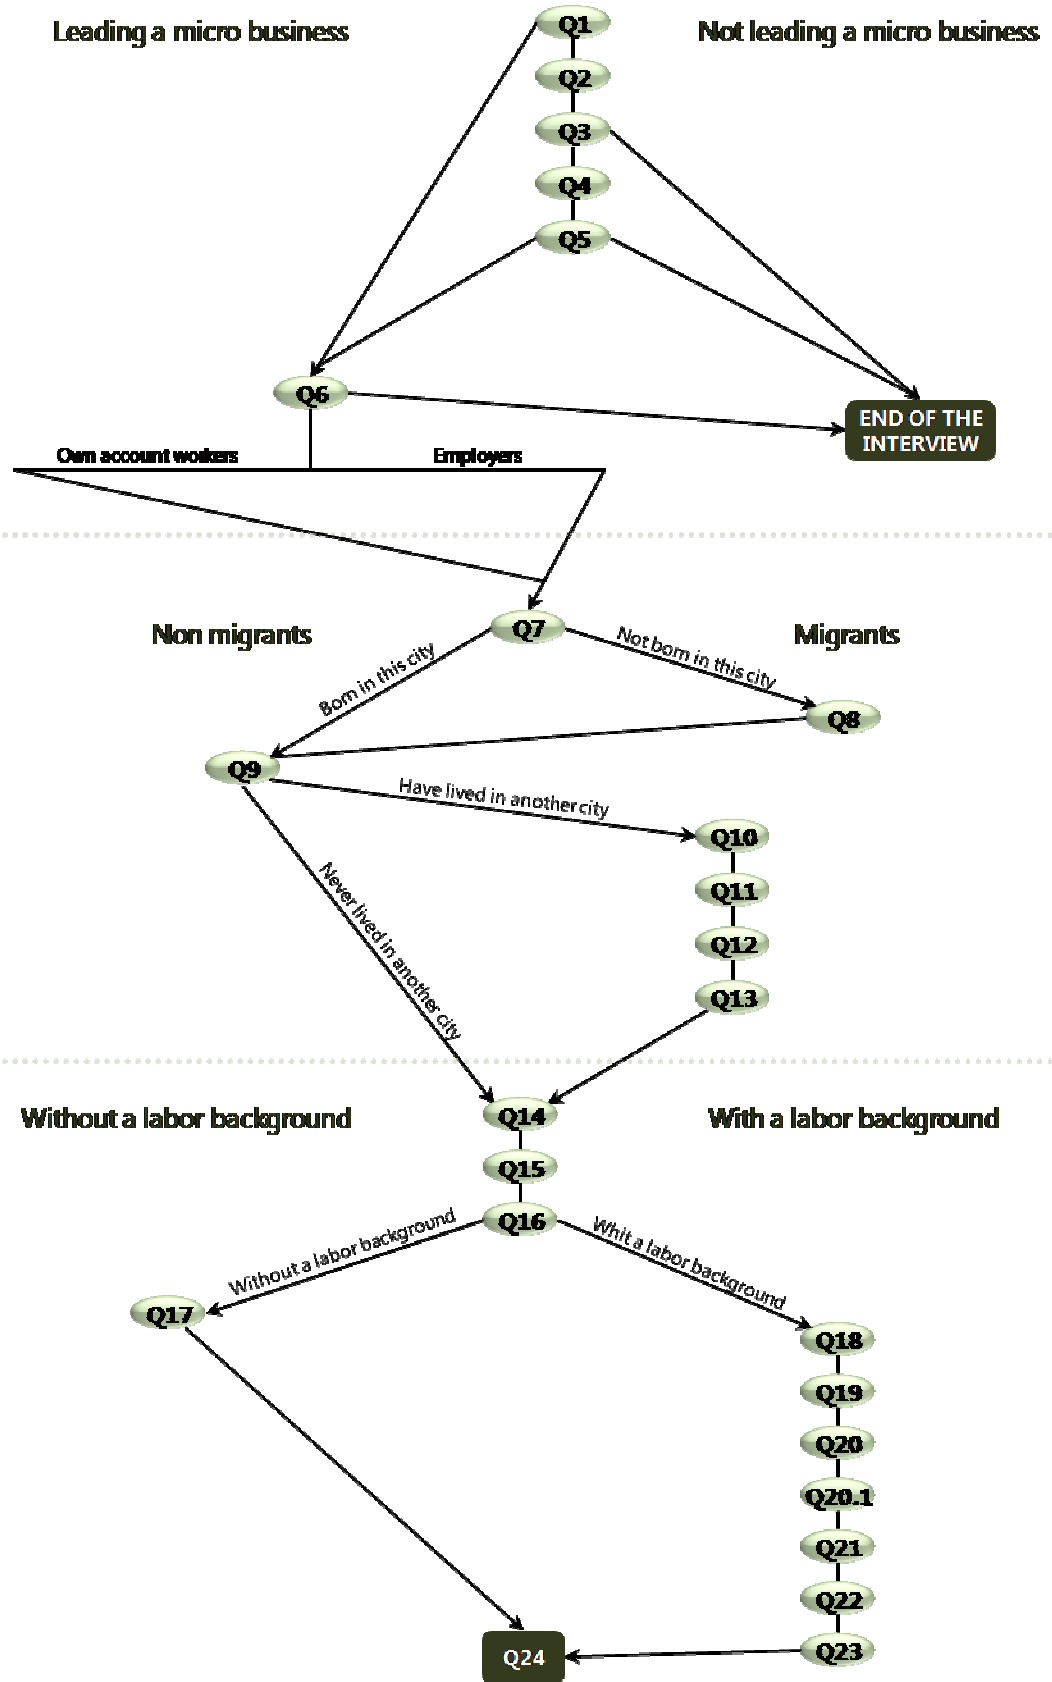 Leading a micro business
Q1
Not leading a micro business
Q2
Q3
Q4
Q5
Q6
END OF THE
INTERVIEW
Own account workers
Employers
Non migrants
Q7
Migrants
Born in this city
Not born in this city
Q8
Q9
Have lived in another city
Never lived in another city
Q10
Q11
Q12
Q13
Without a labor background
Q14
With a labor background
Q15
Q16
Without a labor background
Whit a labor background
Q17
Q18
Q19
Q20
Q20.1
Q21
Q22
Q23
Q24